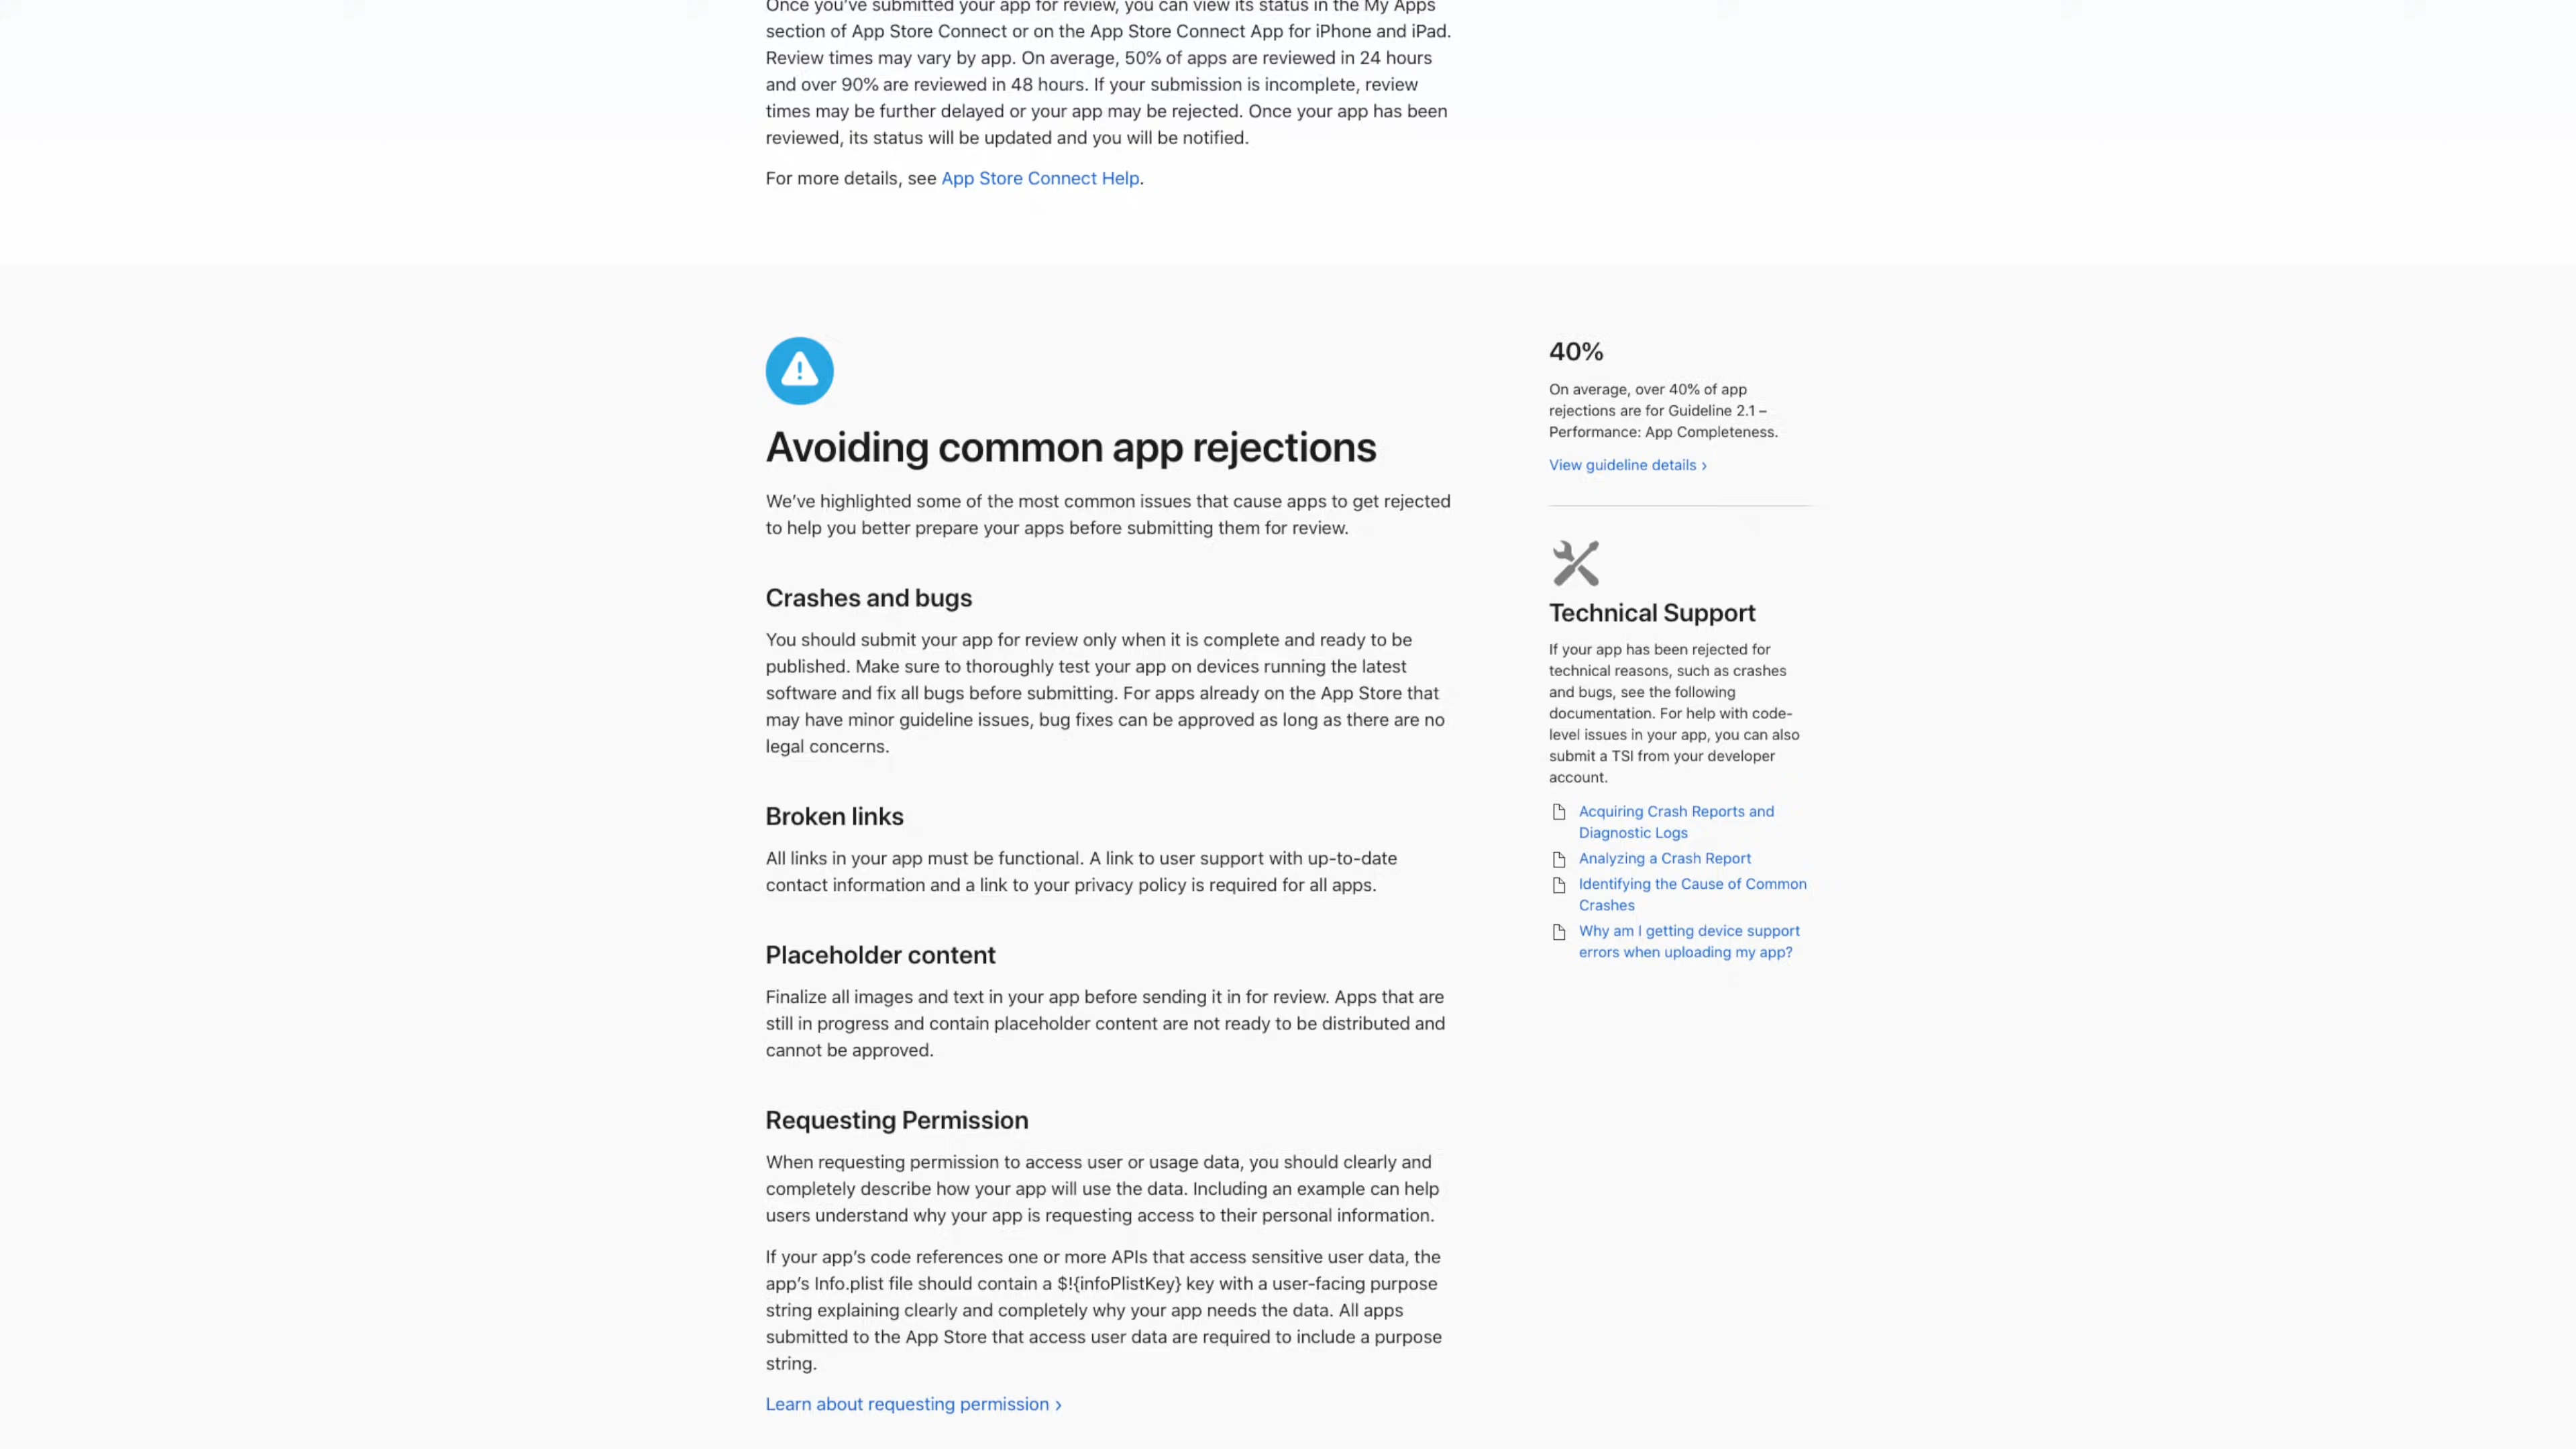 Once you've submitted your app for review, you can view its status in the My Apps
section of App Store Connect or on the App Store Connect App for iPhone and iPad.
Review times may vary by app. On average, 50% of apps are reviewed in 24 hours
and over 90% are reviewed in 48 hours. If your submission is incomplete, review
times may be further delayed or your app may be rejected. Once your app has been
reviewed, its status will be updated and you will be notified.
For more details, see App Store Connect Help.
Avoiding common app rejections
We've highlighted some of the most common issues that cause apps to get rejected
to help you better prepare your apps before submitting them for review.
Crashes and bugs
You should submit your app for review only when it is complete and ready to be
published. Make sure to thoroughly test your app on devices running the latest
software and fix all bugs before submitting. For apps already on the App Store that
may have minor guideline issues, bug fixes can be approved as long as there are no
legal concerns.
Broken links
All links in your app must be functional. A link to user support with up-to-date
contact information and a link to your privacy policy is required for all apps.
Placeholder content
Finalize all images and text in your app before sending it in for review. Apps that are
still in progress and contain placeholder content are not ready to be distributed and
cannot be approved.
Requesting Permission
When requesting permission to access user or usage data, you should clearly and
completely describe how your app will use the data. Including an example can help
users understand why your app is requesting access to their personal information.
If your app's code references one or more APIs that access sensitive user data, the
app's Info.plist file should contain a $!{infoPlistKey} key with a user-facing purpose
string explaining clearly and completely why your app needs the data. All apps
submitted to the App Store that access user data are required to include a purpose
string.
Learn about requesting permission ›
40%
On average, over 40% of app
rejections are for Guideline 2.1 –
Performance: App Completeness.
View guideline details ›
Technical Support
If your app has been rejected for
technical reasons, such as crashes
and bugs, see the following
documentation. For help with code-
level issues in your app, you can also
submit a TSI from your developer
account.
Acquiring Crash Reports and
Diagnostic Logs
Analyzing a Crash Report
Identifying the Cause of Common
Crashes
Why am I getting device support
errors when uploading my app?